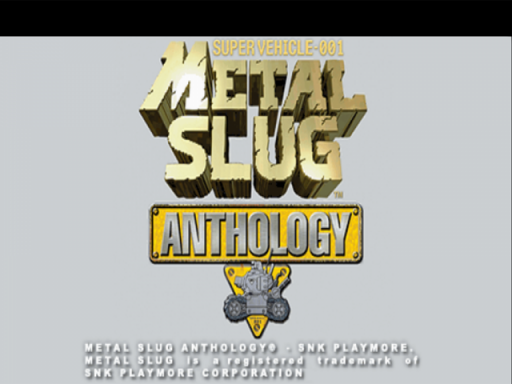 SUPER VEHICLE-001
METAL
SLUG
TM
ANTHOLOGY
METAL SLUG ANTHOLOGY® - SNK PLAYMORE.
METAL SLUG is a registered trademark of
SNK PLAYMORE CORPORATION